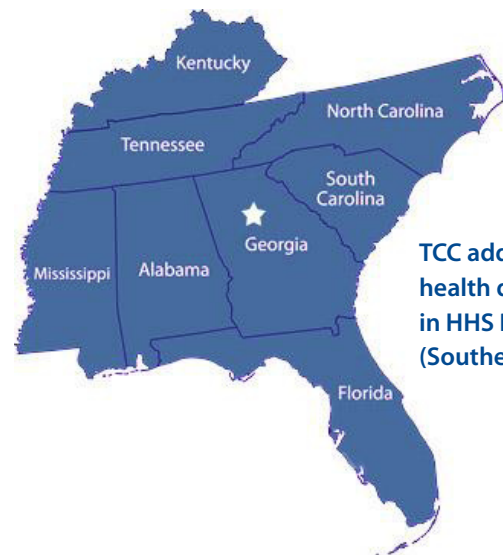 Kentucky
North Carolina
Tennessee
South
Carolina
Georgia
Mississippi
Alabama
TCC
health
in HHS
Florida